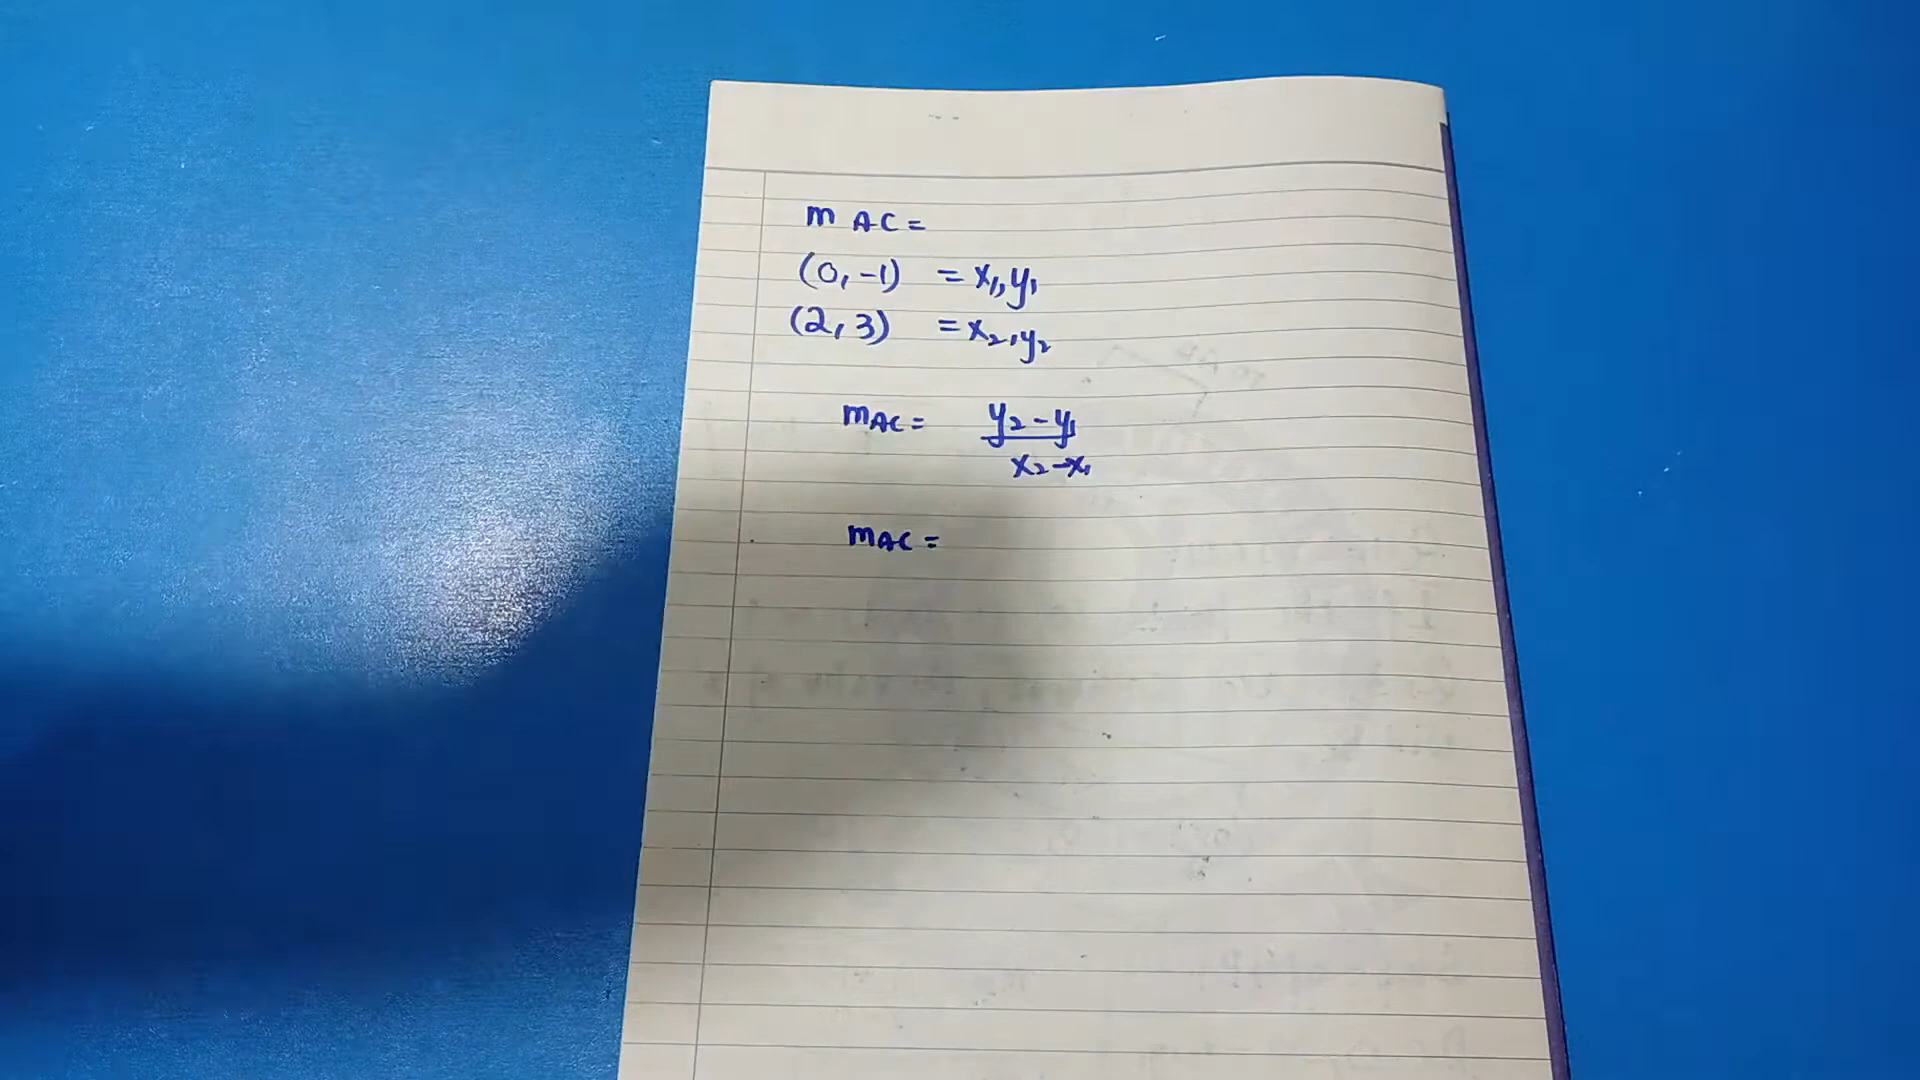 m AC =
(0, -1) = x₁, y₁
(2, 3) = x₂, y₂
mAC = y₂ - y₁
x₂ - x₁
mAC =